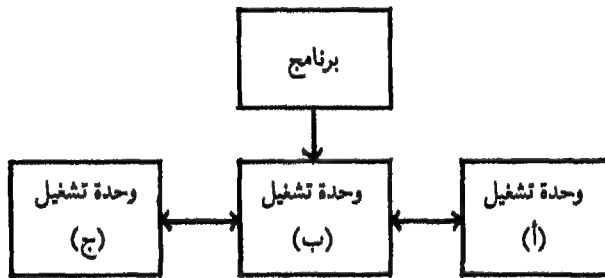 برنامج
وحدة تشغيل
(أ)
وحدة تشغيل
(ب)
وحدة تشغيل
(ج)